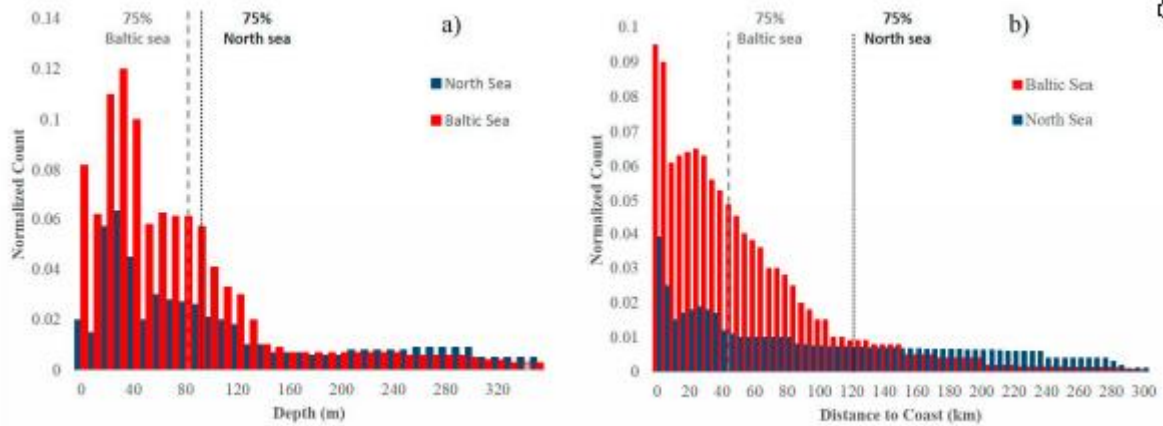 75%
Baltic sea
75%
North sea
a)
North Sea
Baltic Sea
0.14
0.12
0.1
0.08
0.06
0.04
0.02
0
Normalized Count
0 40 80 120 160 200 240 280 320
Depth (m)
75%
Baltic sea
75%
North sea
b)
Baltic Sea
North Sea
0.1
0.09
0.08
0.07
0.06
0.05
0.04
0.03
0.02
0.01
0
Normalized Count
0 20 40 60 80 100 120 140 160 180 200 220 240 260 280 300
Distance to Coast (km)